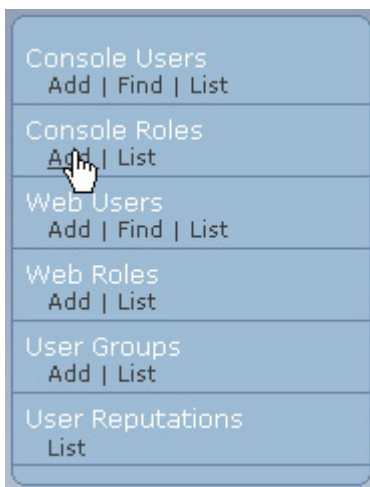 Console Users
Add | Find | List
Console Roles
Add | List
Web Users
Add | Find | List
Web Roles
Add | List
User Groups
Add | List
User Reputations
List